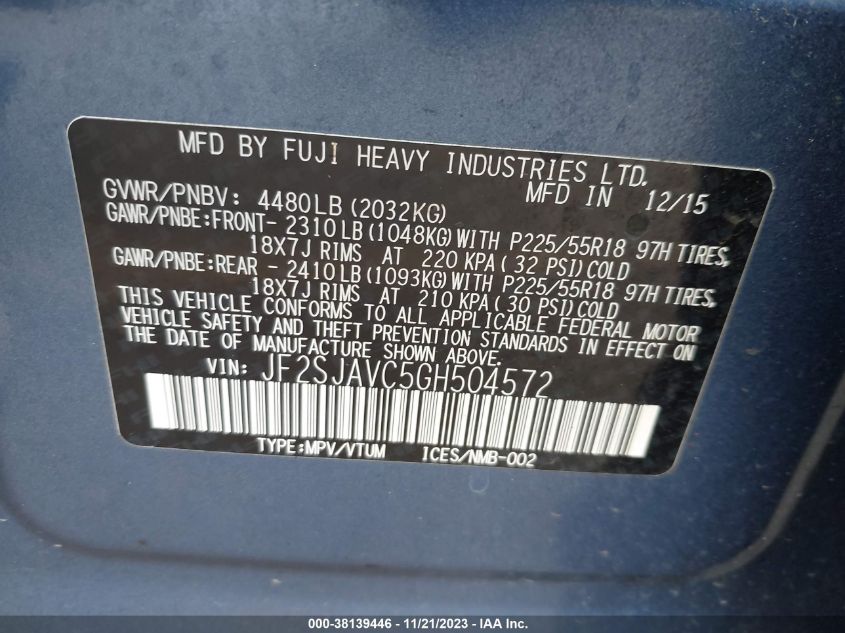 MFD BY FUJI HEAVY INDUSTRIES LTD.
MFD IN 12/15
GVWR/PNBV: 4480LB(2032KG)
GAWR/PNBE:FRONT- 2310LB(1048KG)WITH P225/55R18 97H TIRES,
18X7J RIMS AT 220 KPA(32 PSI)COLD
GAWR/PNBE:REAR - 2410LB(1093KG)WITH P225/55R18 97H TIRES,
18X7J RIMS AT 210 KPA(30 PSI)COLD
THIS VEHICLE CONFORMS TO ALL APPLICABLE FEDERAL MOTOR
VEHICLE SAFETY AND THEFT PREVENTION STANDARDS IN EFFECT ON
THE DATE OF MANUFACTURE SHOWN ABOVE.
VIN: JF2SJAVC5GH504572
TYPE:MPV/VTUM ICES/NMB-002
000-38139446 - 11/21/2023 - IAA Inc.